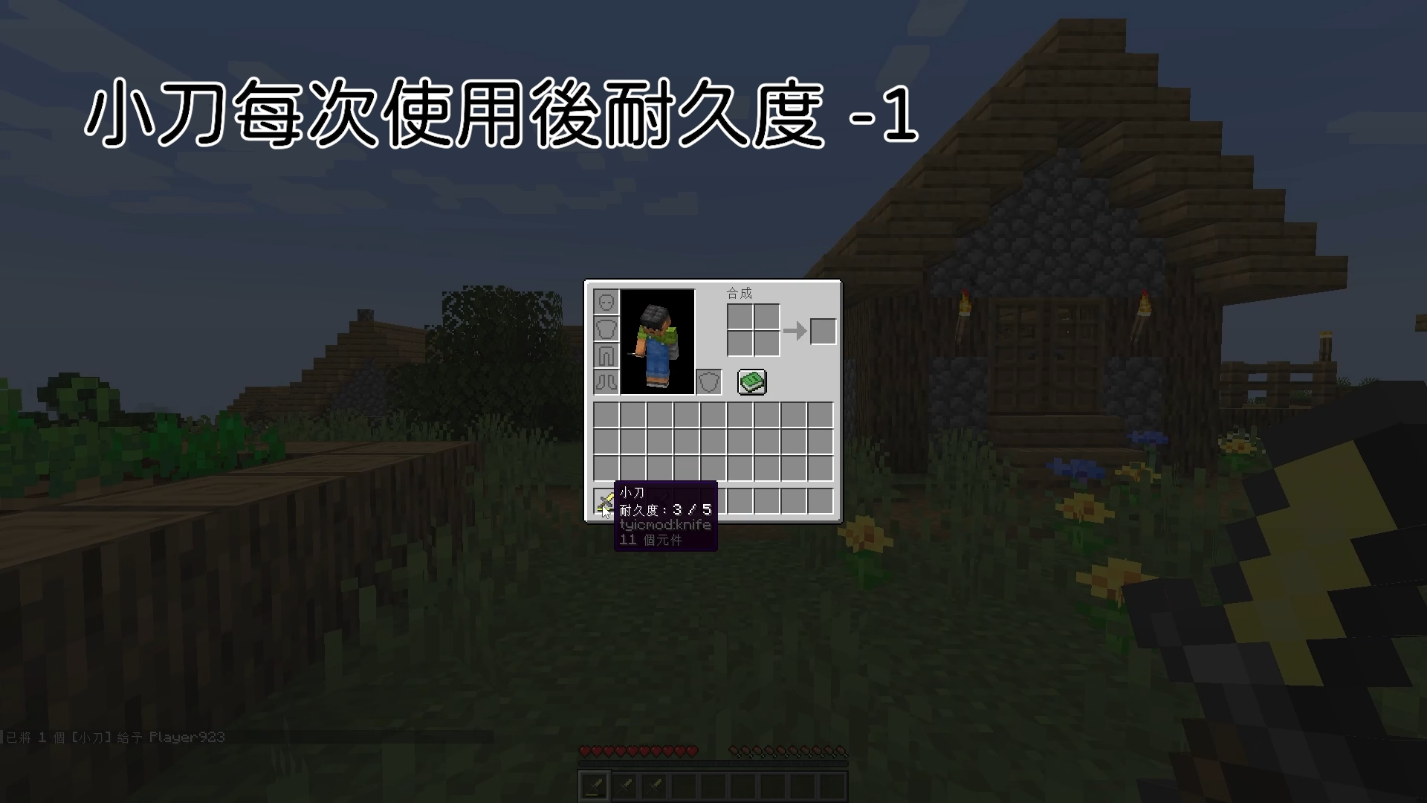 小刀每次使用後耐久度 -1
合成
小刀
耐久度：3 / 5
tyicmod:knife
11 個元件
已將 1 個 [小刀] 給予 Player923